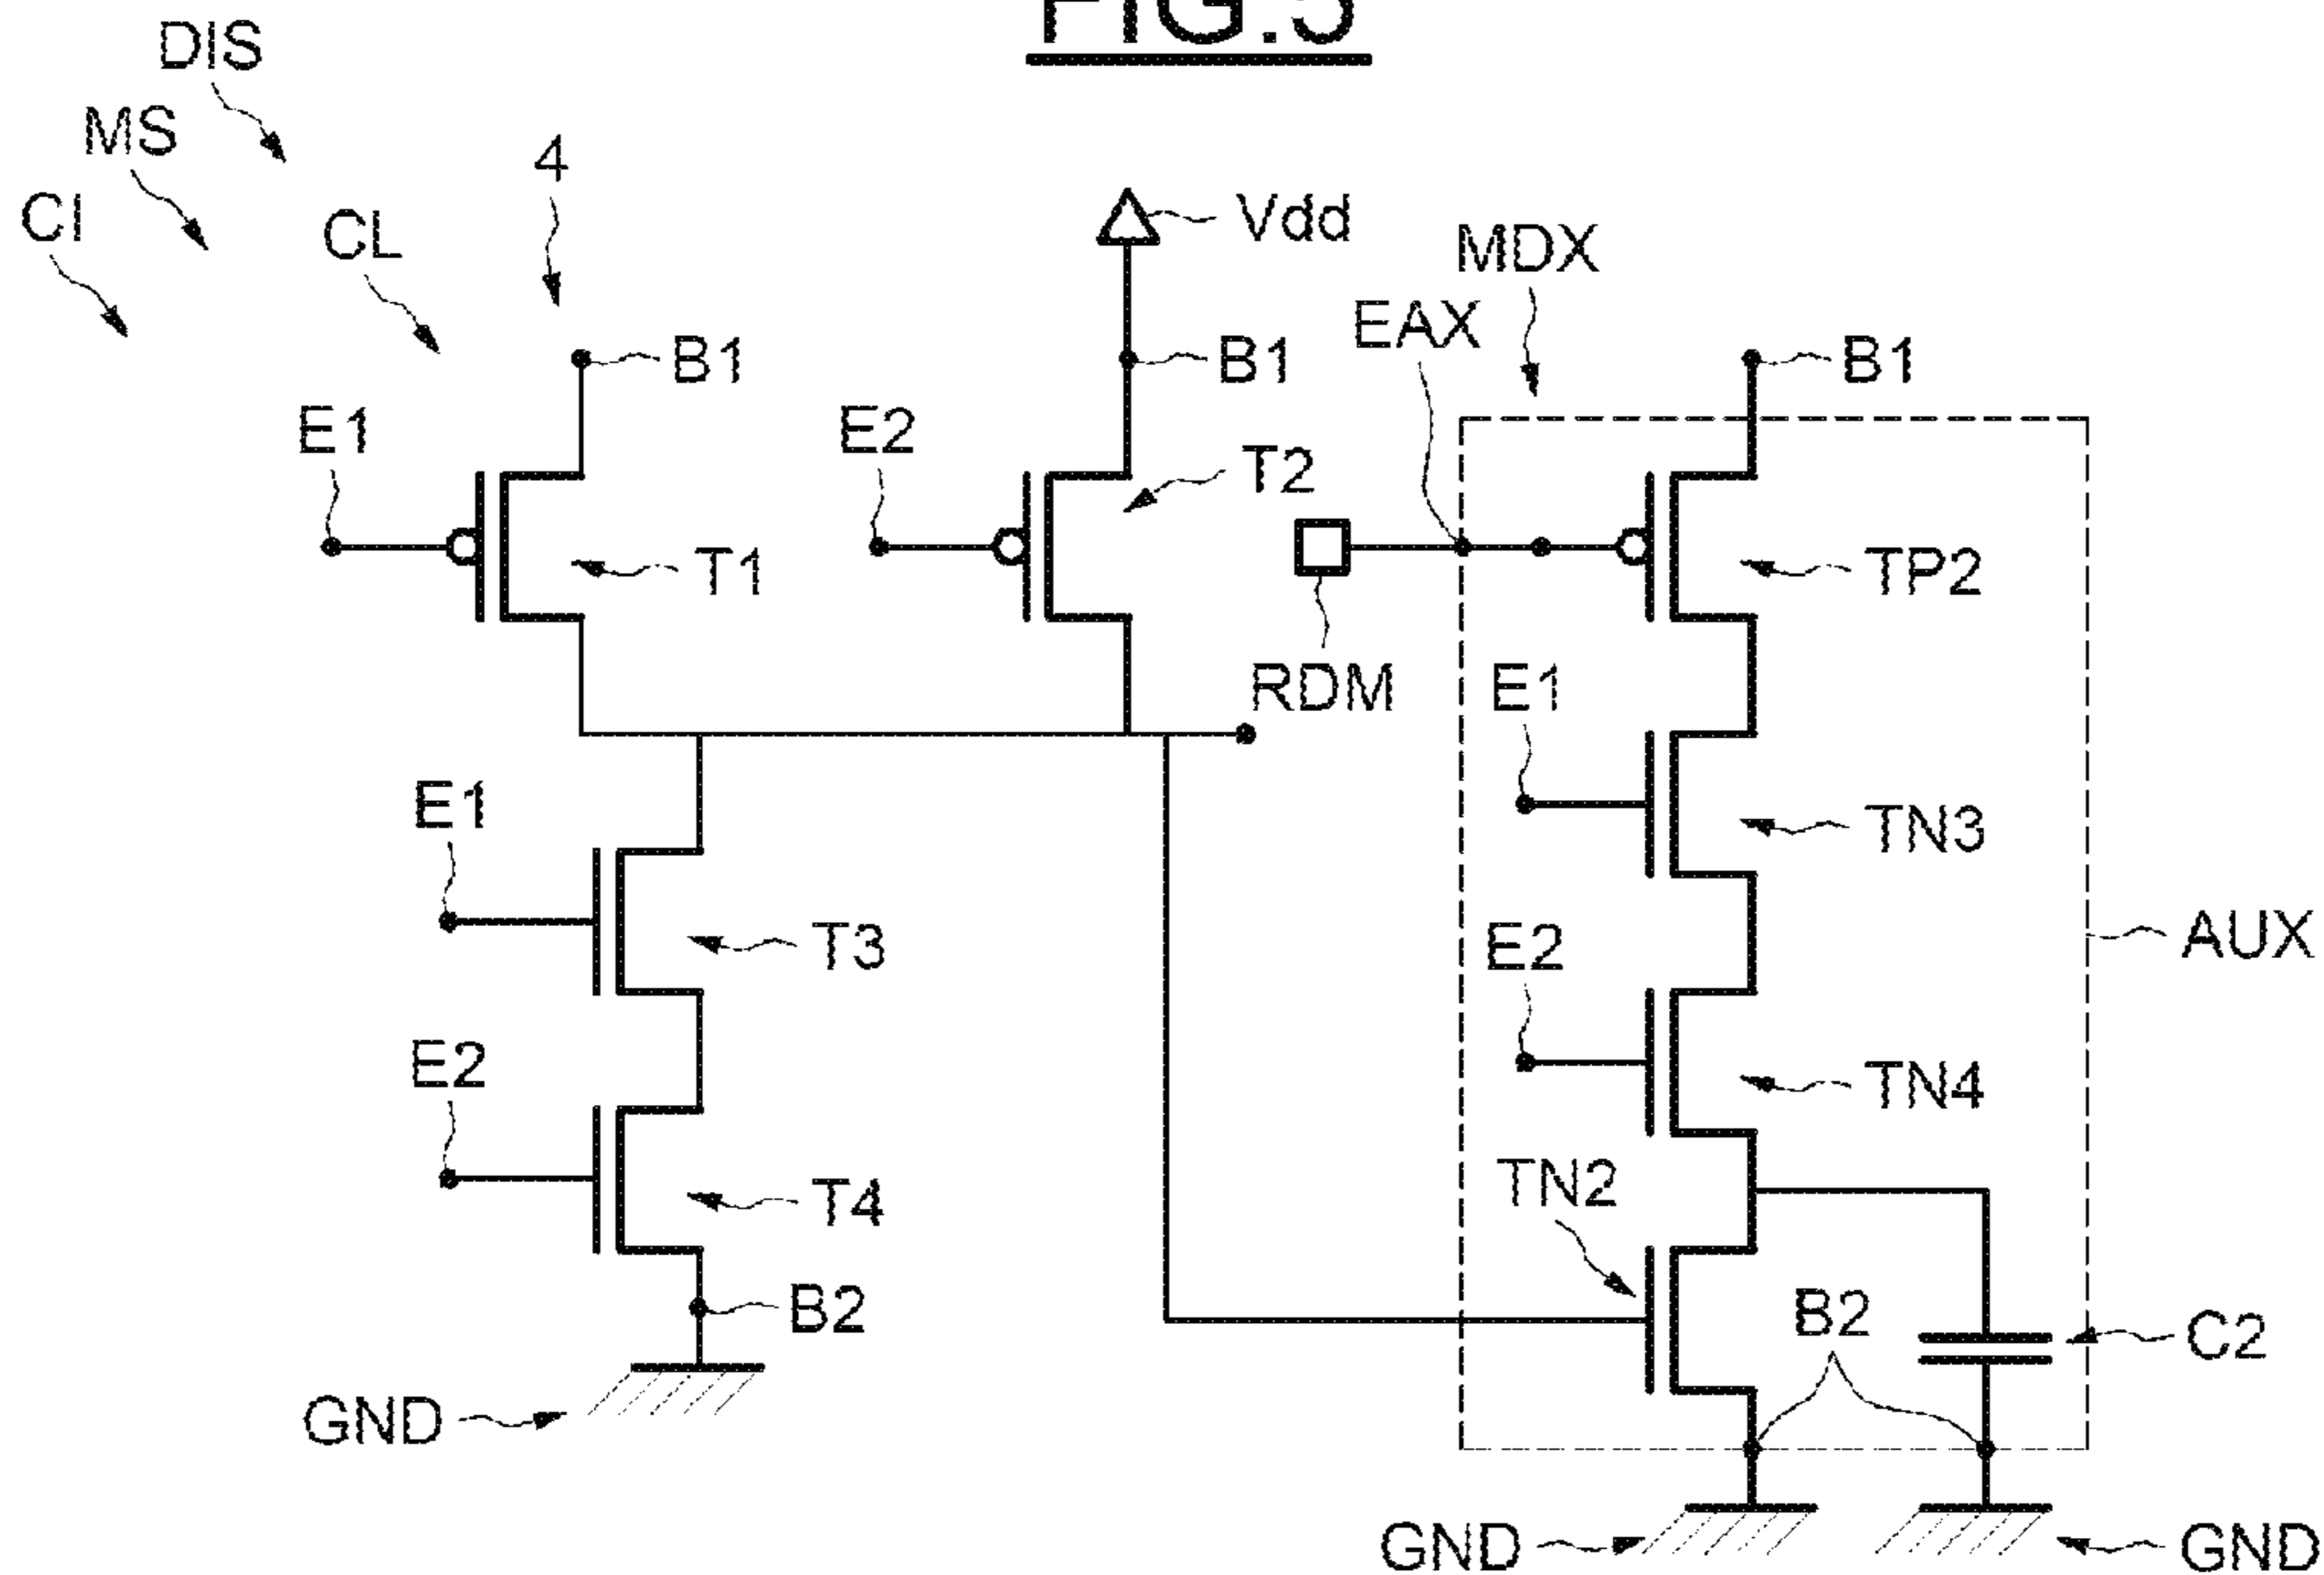 FIG.5
DIS
MS
4
CI
CL
Vdd
MDX
EAX
B1
B1
B1
E1
E2
T2
T1
TP2
RDM
E1
E1
T3
TN3
E2
AUX
E2
TN4
TN2
T4
B2
B2
C2
GND
GND
GND